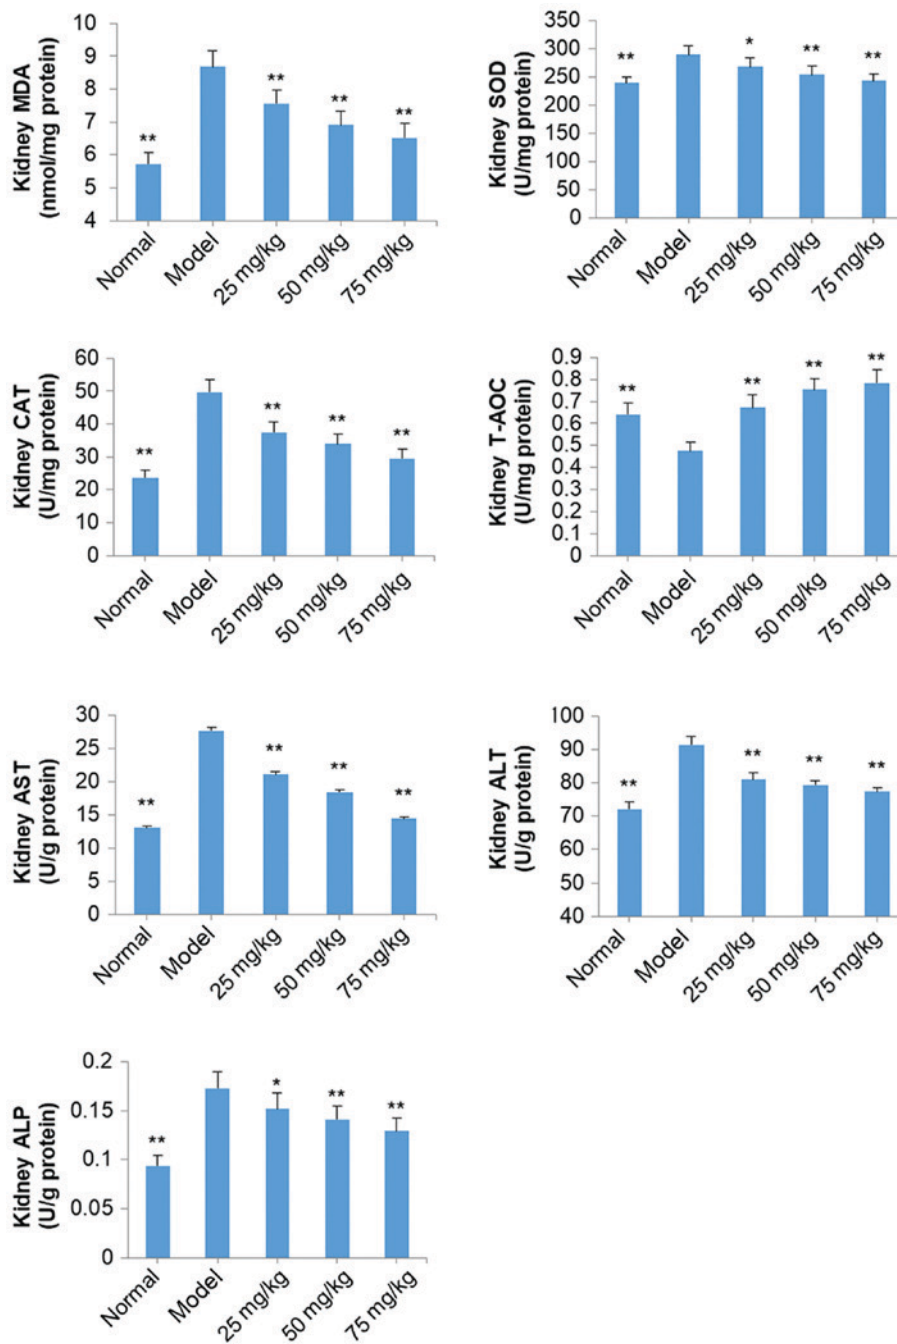 Kidney MDA
(nmol/mg protein)
10
9
8
7
6
5
4
**
**
**
**
Normal
Model
25 mg/kg
50 mg/kg
75 mg/kg
Kidney SOD
(U/mg protein)
350
300
250
200
150
100
50
0
**
*
**
**
Normal
Model
25 mg/kg
50 mg/kg
75 mg/kg
Kidney CAT
(U/mg protein)
60
50
40
30
20
10
0
**
**
**
**
Normal
Model
25 mg/kg
50 mg/kg
75 mg/kg
Kidney T-AOC
(U/mg protein)
0.9
0.8
0.7
0.6
0.5
0.4
0.3
0.2
0.1
0
**
**
**
**
Normal
Model
25 mg/kg
50 mg/kg
75 mg/kg
Kidney AST
(U/g protein)
30
25
20
15
10
5
0
**
**
**
**
Normal
Model
25 mg/kg
50 mg/kg
75 mg/kg
Kidney ALT
(U/g protein)
100
90
80
70
60
50
40
**
**
**
**
Normal
Model
25 mg/kg
50 mg/kg
75 mg/kg
Kidney ALP
(U/g protein)
0.2
0.15
0.1
0.05
0
**
*
**
**
Normal
Model
25 mg/kg
50 mg/kg
75 mg/kg